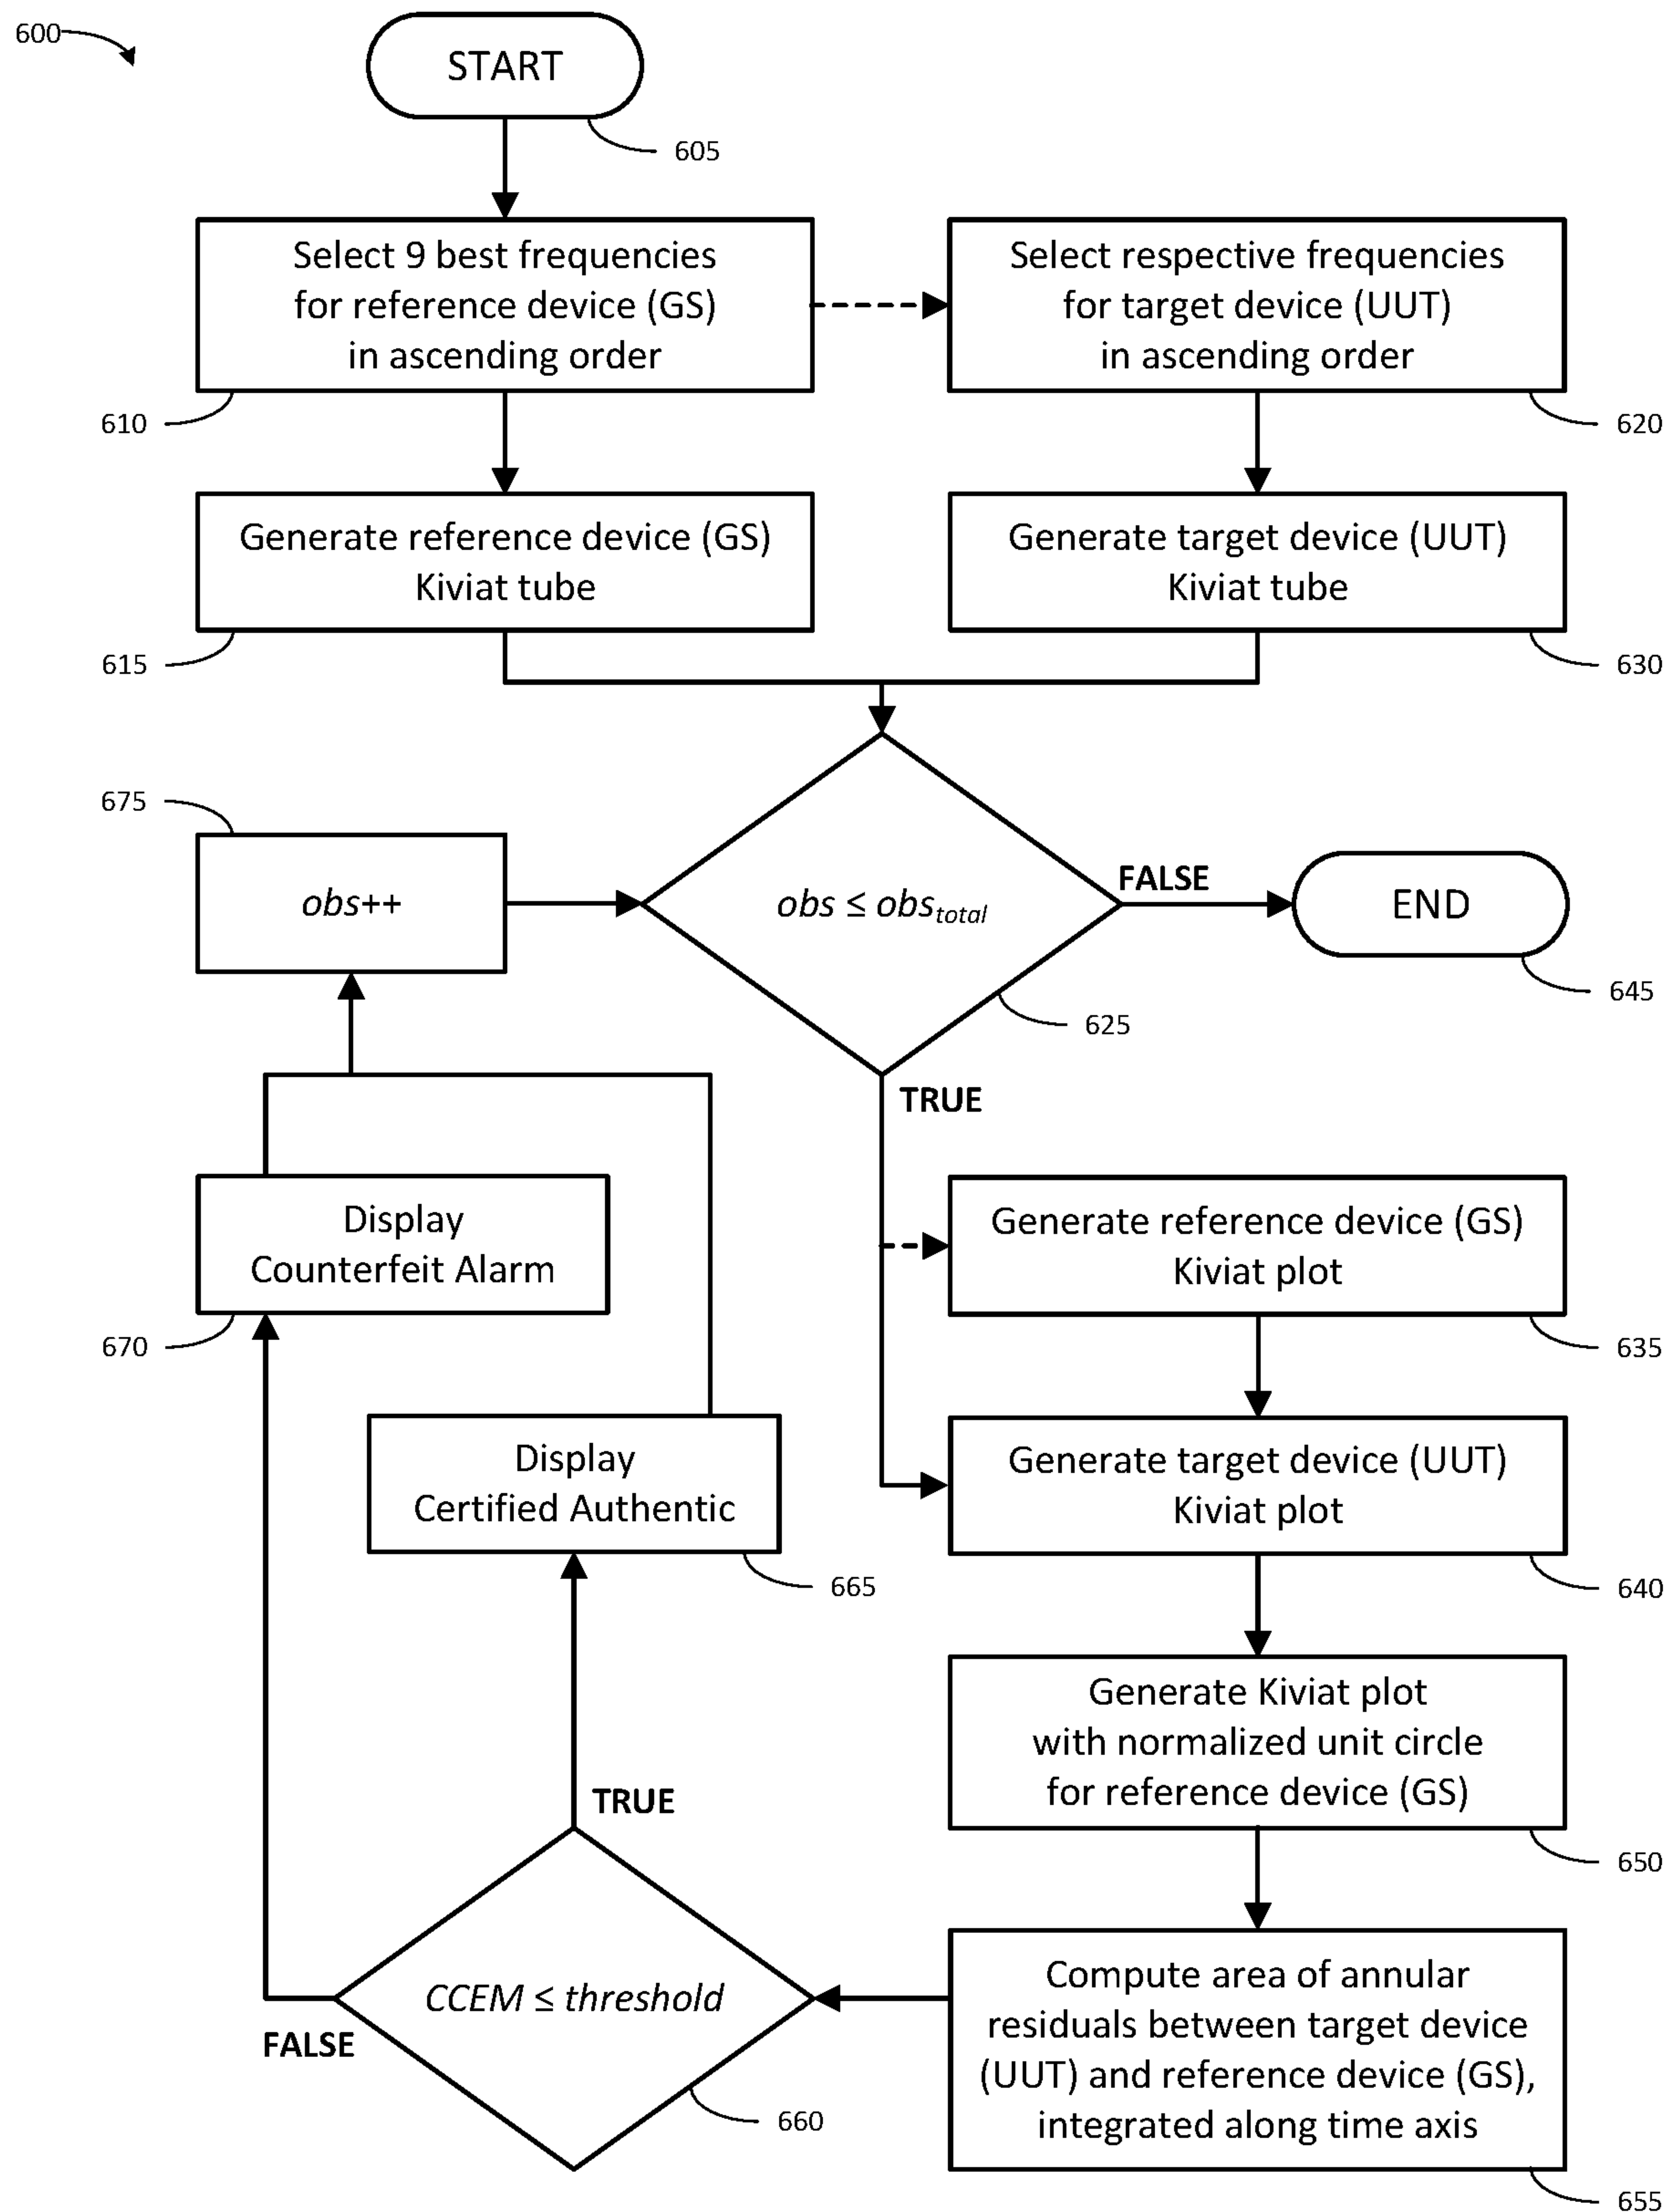 600
START
605
Select 9 best frequencies
for reference device (GS)
in ascending order
610
Select respective frequencies
for target device (UUT)
in ascending order
620
Generate reference device (GS)
Kiviat tube
615
Generate target device (UUT)
Kiviat tube
630
675
obs++
obs ≤ obstotal
FALSE
END
645
625
TRUE
Display
Counterfeit Alarm
670
Generate reference device (GS)
Kiviat plot
635
Display
Certified Authentic
665
Generate target device (UUT)
Kiviat plot
640
Generate Kiviat plot
with normalized unit circle
for reference device (GS)
650
TRUE
CCEM ≤ threshold
FALSE
660
Compute area of annular
residuals between target device
(UUT) and reference device (GS),
integrated along time axis
655